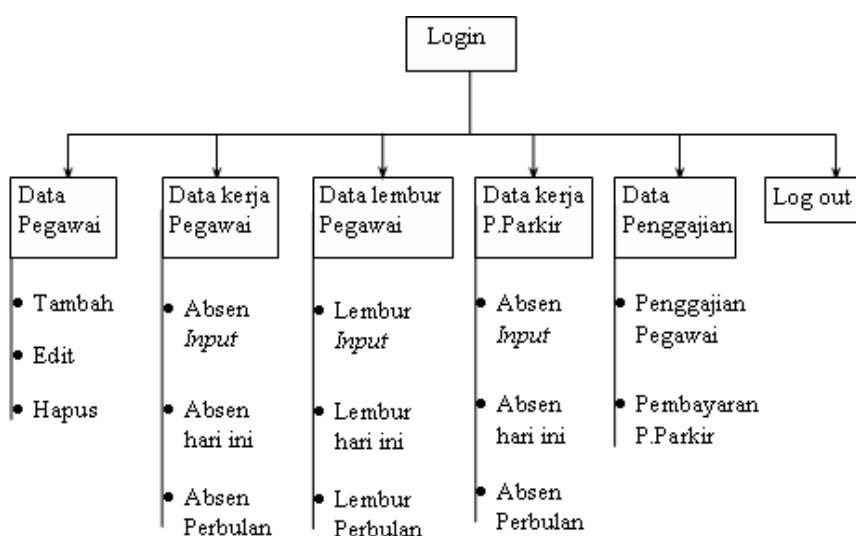 Login
Data
Pegawai
Tambah
Edit
Hapus
Data kerja
Pegawai
Absen
Input
Absen
hari ini
Absen
Perbulan
Data lembur
Pegawai
Lembur
Input
Lembur
hari ini
Lembur
Perbulan
Data kerja
P.Parkir
Absen
Input
Absen
hari ini
Absen
Perbulan
Data
Penggajian
Penggajian
Pegawai
Pembayaran
P.Parkir
Log out